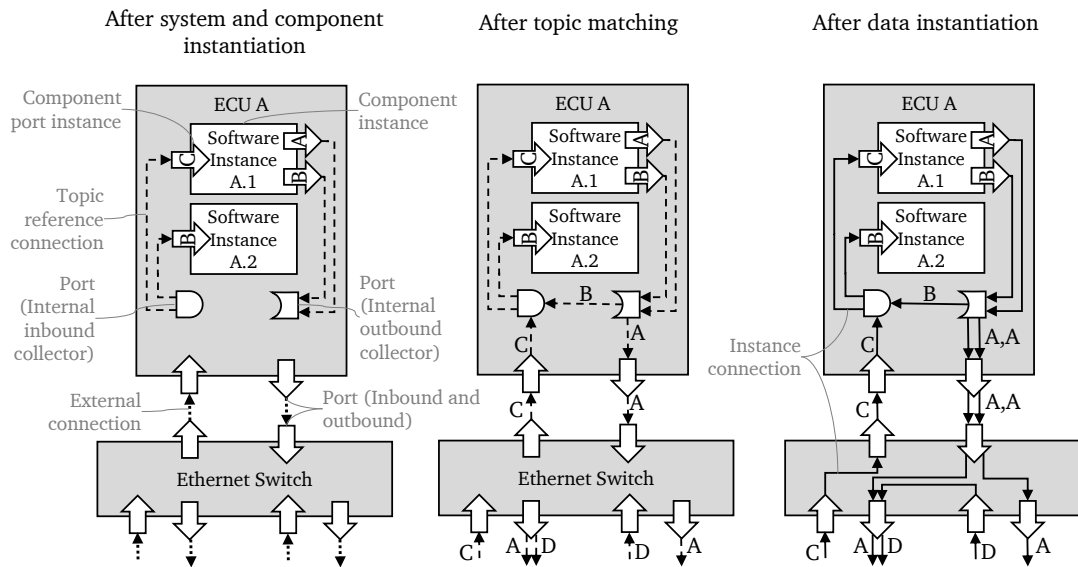 After system and component
instantiation
After topic matching
After data instantiation
Component
port instance
ECU A
Component
instance
Software
Instance
A.1
C
A
B
Topic
reference
connection
Software
Instance
A.2
B
Port
(Internal
inbound
collector)
Port
(Internal
outbound
collector)
External
connection
Port (Inbound and
outbound)
Ethernet Switch
ECU A
Software
Instance
A.1
C
A
B
Software
Instance
A.2
B
B
C
A
C
A
Ethernet Switch
C
A
D
D
A
ECU A
Software
Instance
A.1
C
A
B
Software
Instance
A.2
B
B
Instance
connection
C
A,A
C
A,A
C
A
D
D
A